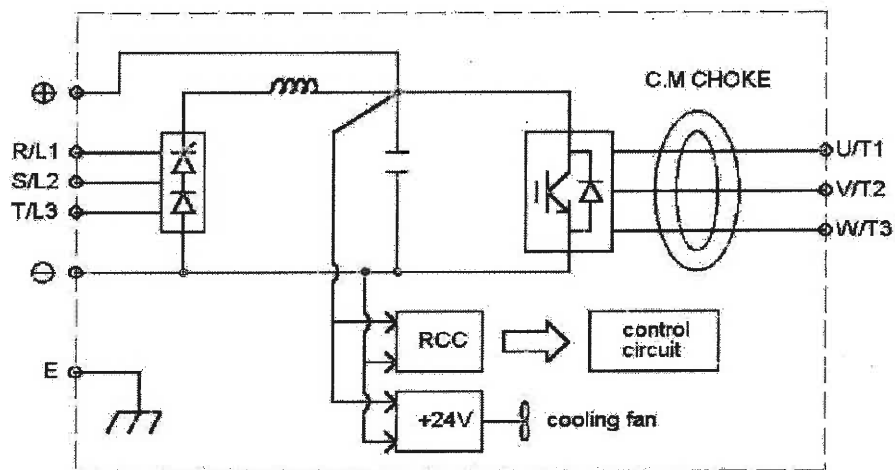 ⊕
R/L1
S/L2
T/L3
⊖
E
C.M CHOKE
U/T1
V/T2
W/T3
RCC
control
circuit
+24V
cooling fan